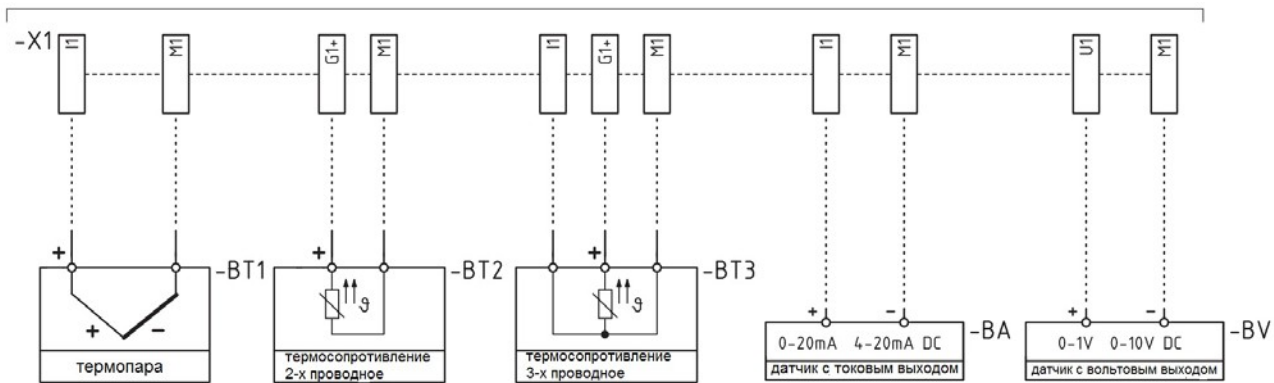 -X1 I1 M1 G1+ M1 I1 G1+ M1 I1 M1 U1 M1
+ -BT1 + -BT2 + -BT3
ϑ ϑ
+ - + - -BA + - -BV
0-20mA 4-20mA DC 0-1V 0-10V DC
термопара
термосопротивление
2-х проводное
термосопротивление
3-х проводное
датчик с токовым выходом
датчик с вольтовым выходом